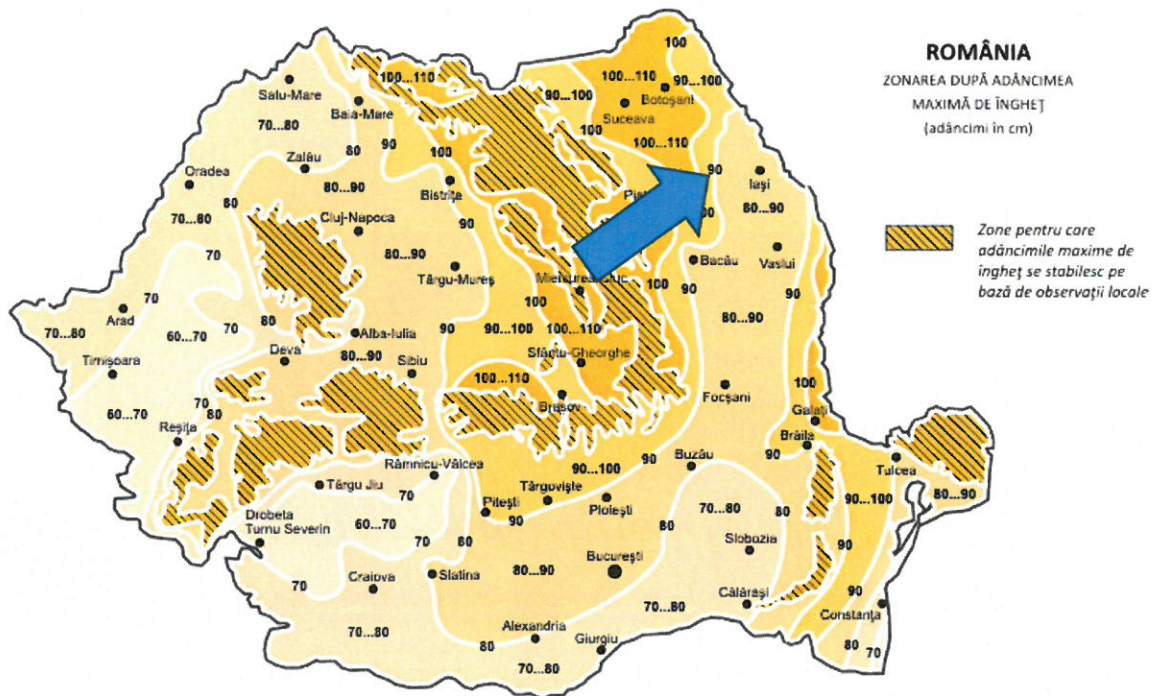 ROMÂNIA
ZONAREA DUPĂ ADÂNCIMEA
MAXIMĂ DE ÎNGHEȚ
(adâncimi în cm)
Zone pentru care
adâncimile maxime de
îngheț se stabilesc pe
bază de observații locale
100
100...110
100...110
90...100
90...100
Satu-Mare
Baia-Mare
Botoșani
Suceava
70...80
80
90
100
100
100...110
Zalău
Oradea
80
80...90
Bistrița
90
Iași
80...90
70...80
Cluj-Napoca
70
80...90
Târgu-Mureș
Bacău
Vaslui
100
100
90
90
70
Arad
70...80
60...70
70
80
Alba-Iulia
90
90...100
100...110
80...90
Timișoara
Deva
80...90
Sibiu
Sfântu-Gheorghe
100...110
Focșani
100
60...70
70
80
Brașov
Galați
Reșița
Brăila
Râmnicu-Vâlcea
90...100
90
Buzău
90
Tulcea
Târgu Jiu
70
Pitești
Târgoviște
Ploiești
90
70...80
90...100
80...90
Drobeta
Turnu Severin
60...70
70
80
80
80
Slobozia
București
90
70
Craiova
Slatina
80...90
70...80
Călărași
90
Constanța
70...80
Alexandria
80
Giurgiu
80
70
70...80